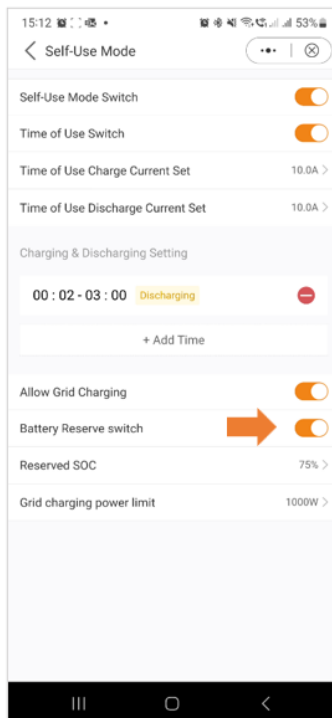 15:12 53%
Self-Use Mode
Self-Use Mode Switch
Time of Use Switch
Time of Use Charge Current Set 10.0A
Time of Use Discharge Current Set 10.0A
Charging & Discharging Setting
00 : 02 - 03 : 00 Discharging
+ Add Time
Allow Grid Charging
Battery Reserve switch
Reserved SOC 75%
Grid charging power limit 1000W